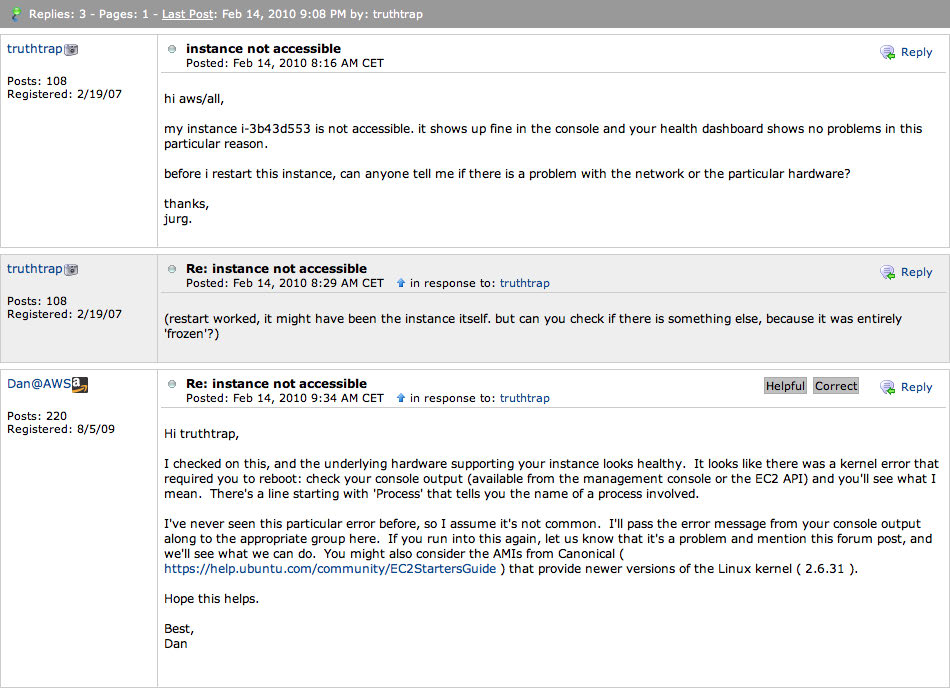 Replies: 3 - Pages: 1 - Last Post: Feb 14, 2010 9:08 PM by: truthtrap
truthtrap
Posts: 108
Registered: 2/19/07
instance not accessible
Posted: Feb 14, 2010 8:16 AM CET
Reply
hi aws/all,
my instance i-3b43d553 is not accessible. it shows up fine in the console and your health dashboard shows no problems in this
particular reason.
before i restart this instance, can anyone tell me if there is a problem with the network or the particular hardware?
thanks,
jurg.
truthtrap
Posts: 108
Registered: 2/19/07
Re: instance not accessible
Posted: Feb 14, 2010 8:29 AM CET in response to: truthtrap
Reply
(restart worked, it might have been the instance itself. but can you check if there is something else, because it was entirely
'frozen'?)
Dan@AWS
Posts: 220
Registered: 8/5/09
Re: instance not accessible
Posted: Feb 14, 2010 9:34 AM CET in response to: truthtrap
Helpful Correct Reply
Hi truthtrap,
I checked on this, and the underlying hardware supporting your instance looks healthy. It looks like there was a kernel error that
required you to reboot: check your console output (available from the management console or the EC2 API) and you'll see what I
mean. There's a line starting with 'Process' that tells you the name of a process involved.
I've never seen this particular error before, so I assume it's not common. I'll pass the error message from your console output
along to the appropriate group here. If you run into this again, let us know that it's a problem and mention this forum post, and
we'll see what we can do. You might also consider the AMIs from Canonical (
https://help.ubuntu.com/community/EC2StartersGuide ) that provide newer versions of the Linux kernel ( 2.6.31 ).
Hope this helps.
Best,
Dan